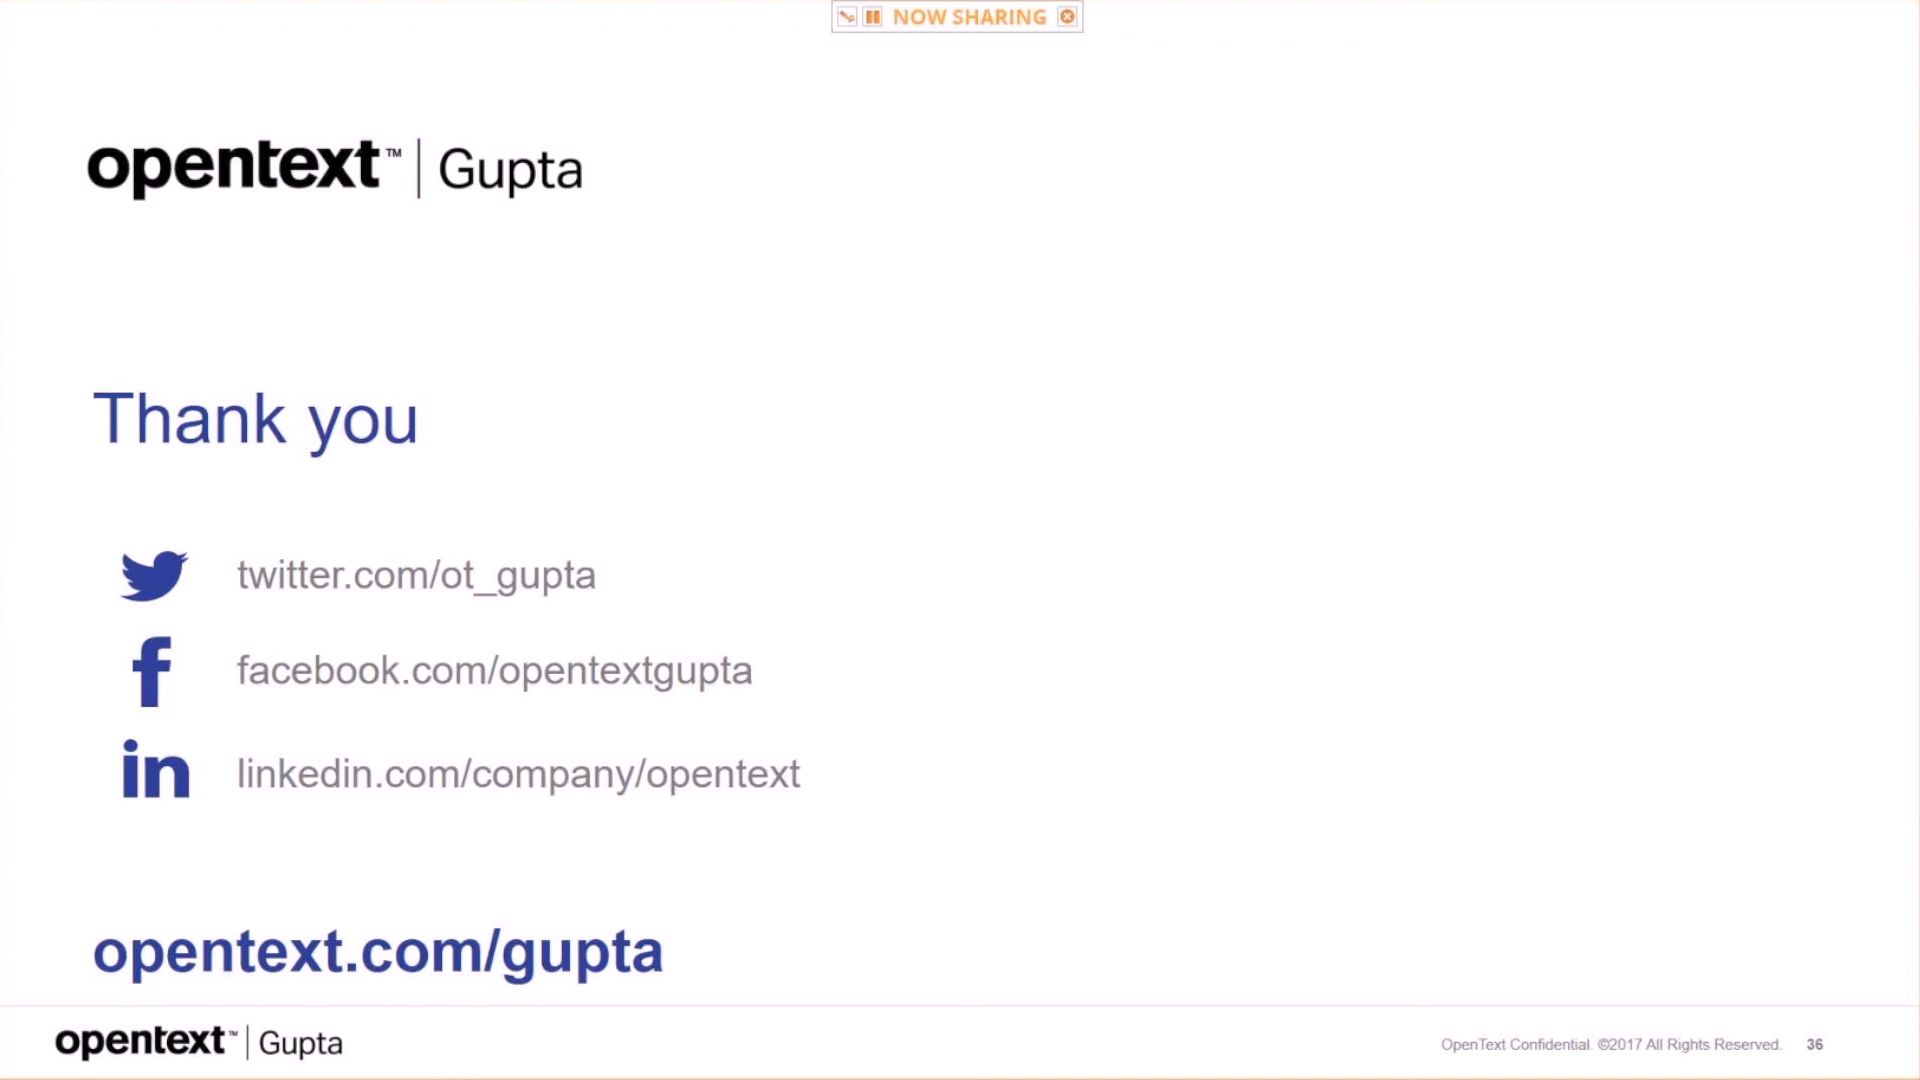 NOW SHARING
opentext™ | Gupta
Thank you
twitter.com/ot_gupta
facebook.com/opentextgupta
linkedin.com/company/opentext
opentext.com/gupta
opentext™ | Gupta
OpenText Confidential. ©2017 All Rights Reserved. 36